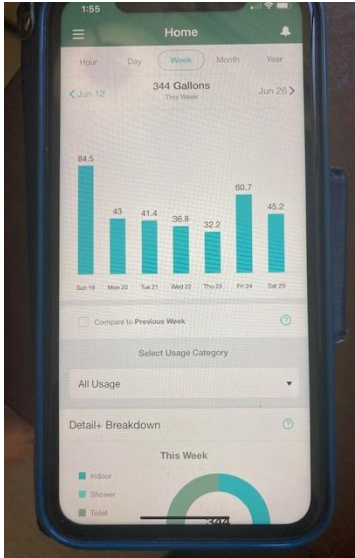 1:55
Home
Hour Day Week Month Year
Jun 12 344 Gallons Jun 26
This Week
84.5
43
41.4
36.8
32.2
60.7
45.2
Sun 19 Mon 20 Tue 21 Wed 22 Thu 23 Fri 24 Sat 25
Compare to Previous Week
Select Usage Category
All Usage
Detail+ Breakdown
This Week
Indoor
Shower
Toilet
344